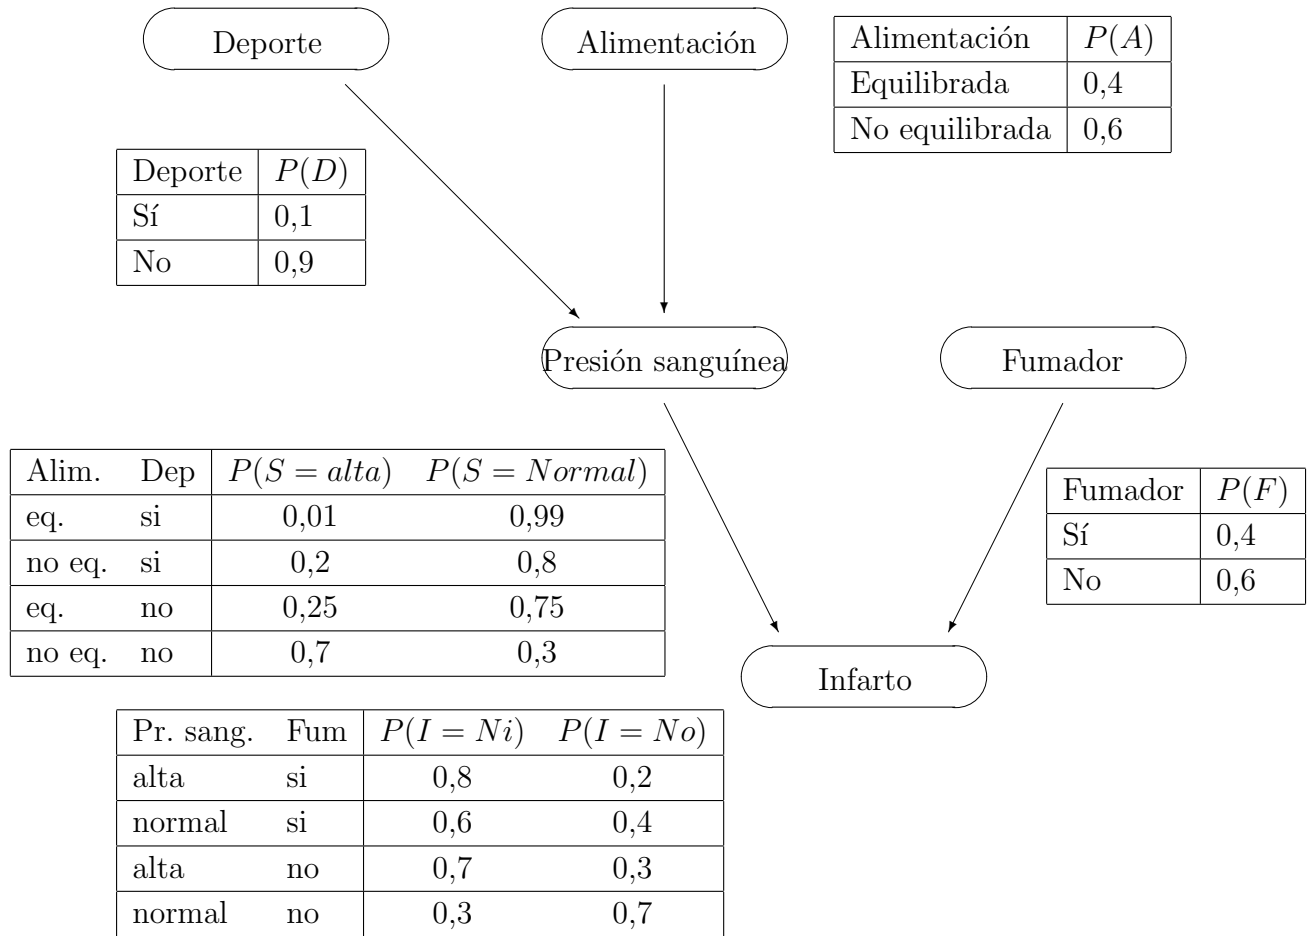 Deporte
Alimentación
Alimentación P(A)
Equilibrada 0,4
No equilibrada 0,6
Deporte P(D)
Sí 0,1
No 0,9
Presión sanguínea
Fumador
Alim. Dep P(S = alta) P(S = Normal)
eq. si 0,01 0,99
no eq. si 0,2 0,8
eq. no 0,25 0,75
no eq. no 0,7 0,3
Fumador P(F)
Sí 0,4
No 0,6
Infarto
Pr. sang. Fum P(I = Ni) P(I = No)
alta si 0,8 0,2
normal si 0,6 0,4
alta no 0,7 0,3
normal no 0,3 0,7